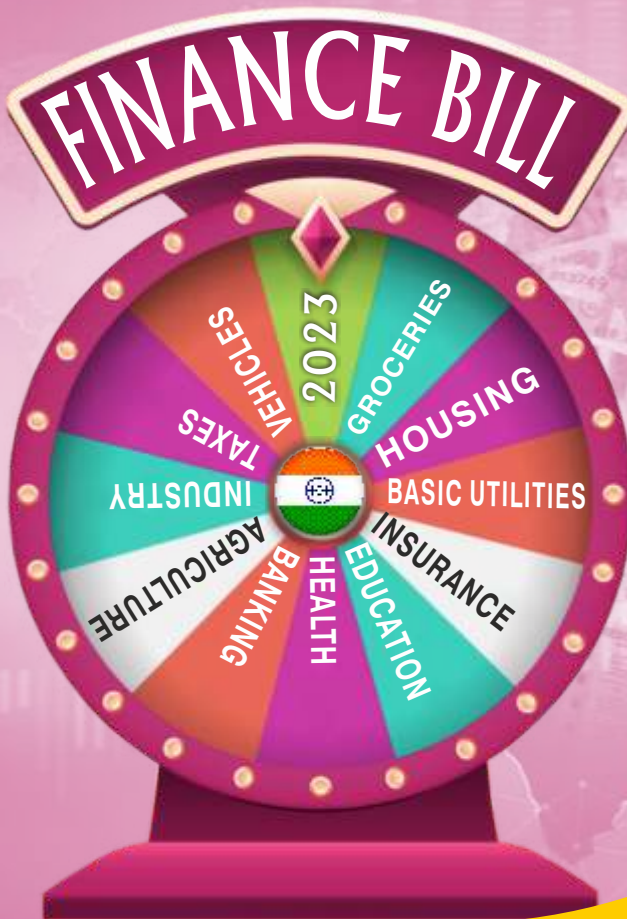 FINANCE BILL
2023
GROCERIES
HOUSING
BASIC UTILITIES
INSURANCE
EDUCATION
HEALTH
BANKING
AGRICULTURE
INDUSTRY
TAXES
VEHICLES